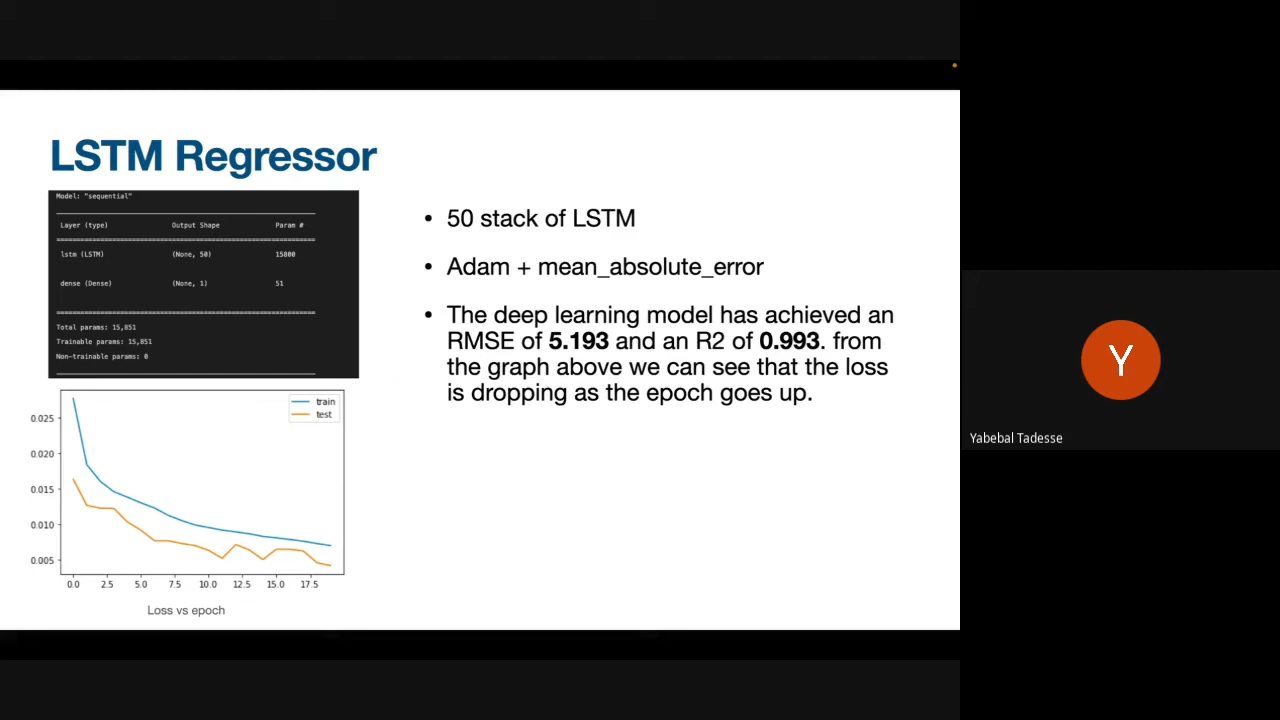 LSTM Regressor
Model: "sequential"
Layer (type) Output Shape Param #
lstm (LSTM) (None, 50) 15800
dense (Dense) (None, 1) 51
Total params: 15,851
Trainable params: 15,851
Non-trainable params: 0
• 50 stack of LSTM
• Adam + mean_absolute_error
• The deep learning model has achieved an
RMSE of 5.193 and an R2 of 0.993. from
the graph above we can see that the loss
is dropping as the epoch goes up.
train
test
0.025
0.020
0.015
0.010
0.005
0.0 2.5 5.0 7.5 10.0 12.5 15.0 17.5
Loss vs epoch
Y
Yabebal Tadesse